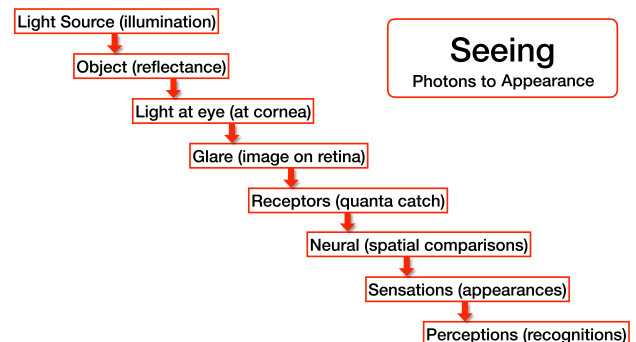 Light Source (illumination)
Seeing
Photons to Appearance
Object (reflectance)
Light at eye (at cornea)
Glare (image on retina)
Receptors (quanta catch)
Neural (spatial comparisons)
Sensations (appearances)
Perceptions (recognitions)